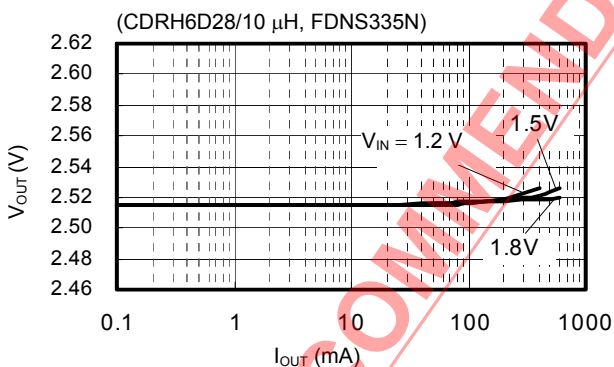 (CDRH6D28/10 μH, FDNS335N)
2.62
2.60
2.58
2.56
2.54
2.52
2.50
2.48
2.46
VOUT (V)
VIN = 1.2 V
1.5V
1.8V
0.1
1
10
100
1000
IOUT (mA)
COMMEND